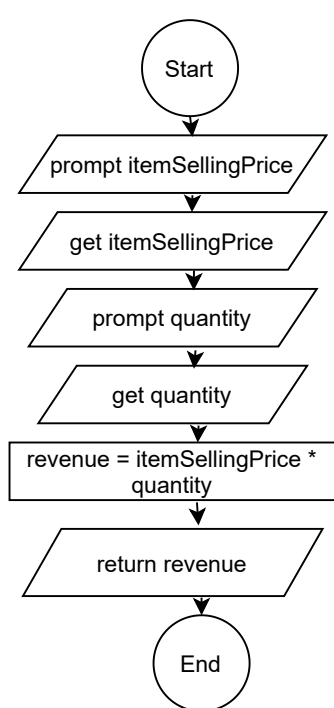 Start
prompt itemSellingPrice
get itemSellingPrice
prompt quantity
get quantity
revenue = itemSellingPrice *
quantity
return revenue
End